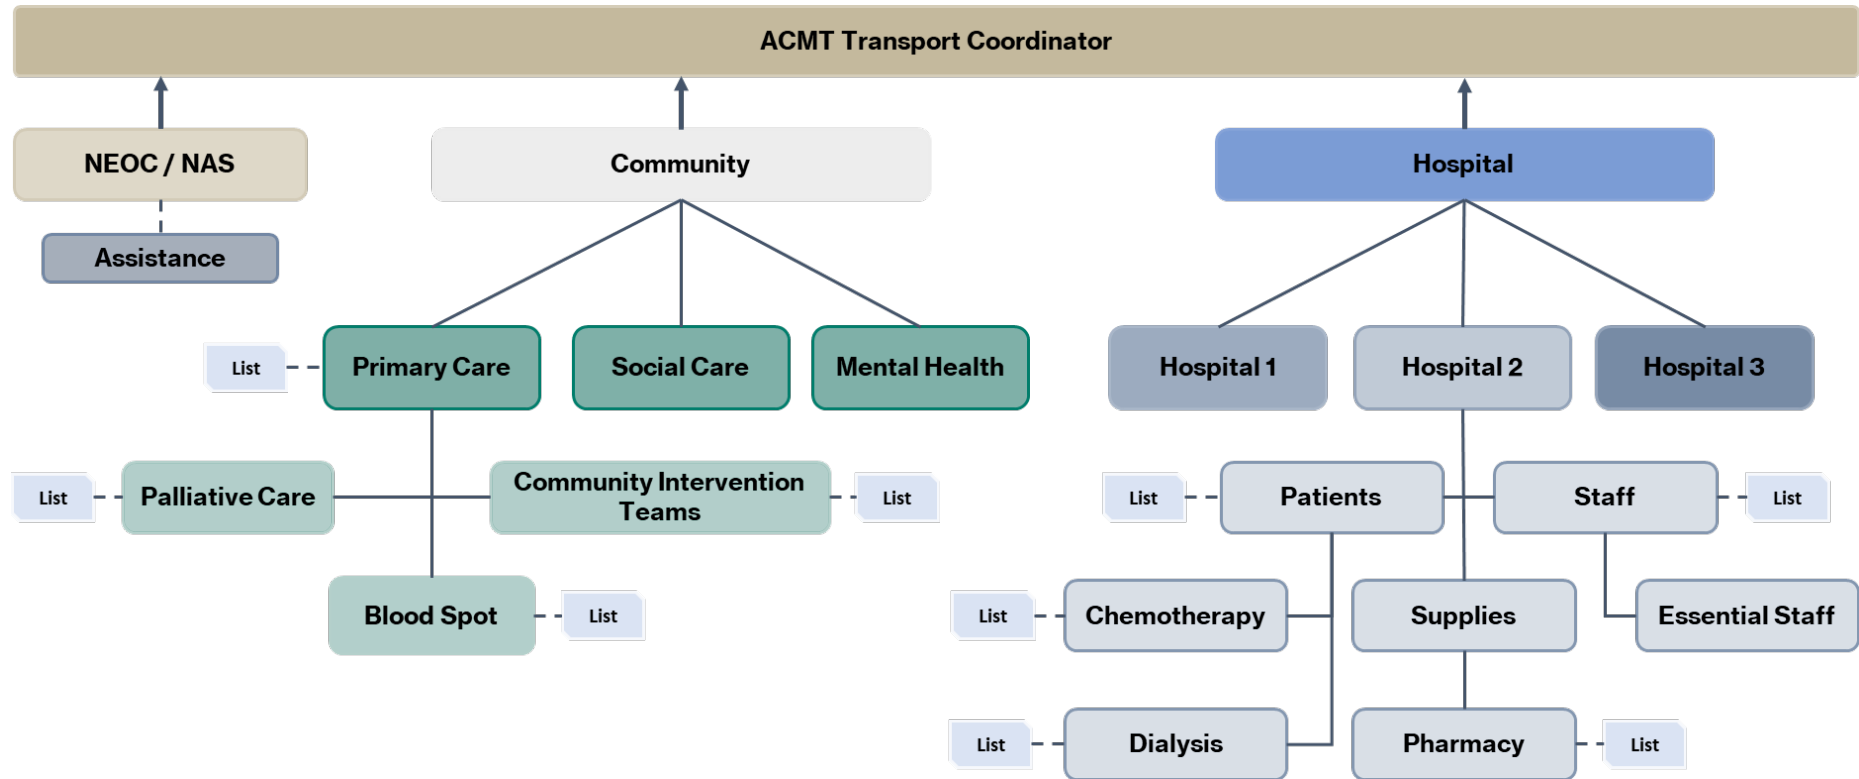 ACMT Transport Coordinator
NEOC / NAS
Community
Hospital
Assistance
List
Primary Care
Social Care
Mental Health
Hospital 1
Hospital 2
Hospital 3
List
Palliative Care
Community Intervention
Teams
List
List
Patients
Staff
List
Blood Spot
List
List
Chemotherapy
Supplies
Essential Staff
List
Dialysis
Pharmacy
List